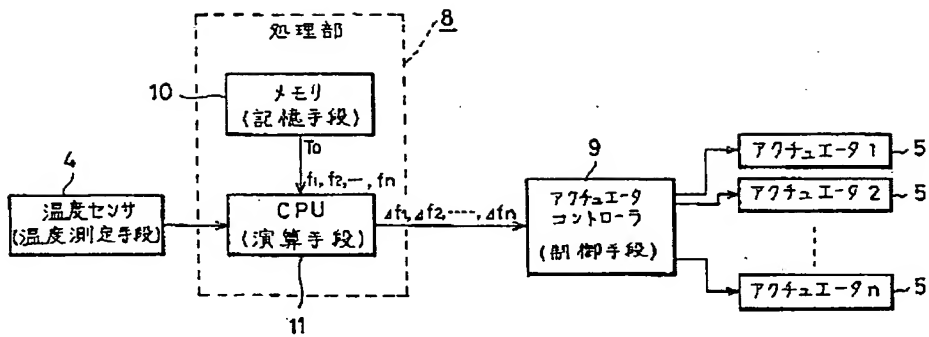 処理部
8
10
メモリ
(記憶手段)
To
f1, f2, ―, fn
4
温度センサ
(温度測定手段)
CPU
(演算手段)
11
Δf1, Δf2, ----, Δfn
9
アクチュエータ
コントローラ
(制御手段)
アクチュエータ1
5
アクチュエータ2
5
アクチュエータn
5